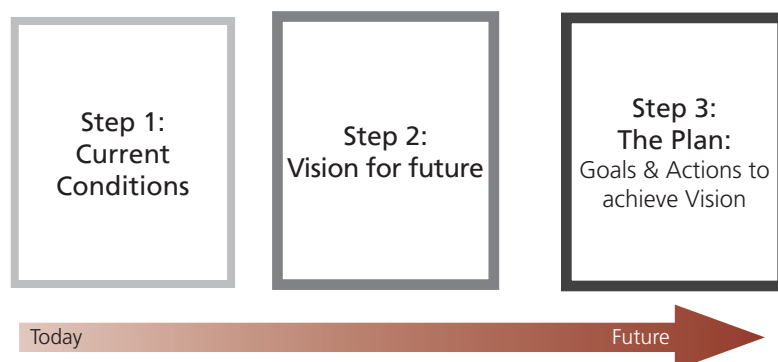 Step 1:
Current
Conditions
Step 2:
Vision for future
Step 3:
The Plan:
Goals & Actions to
achieve Vision
Today
Future